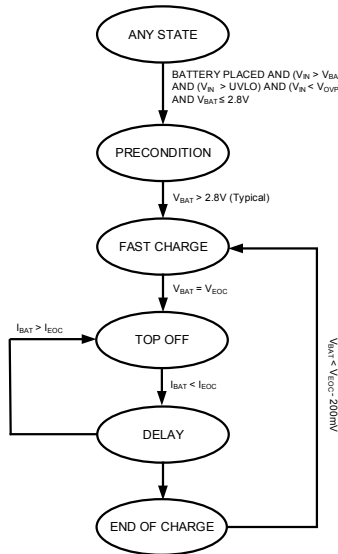 ANY STATE
BATTERY PLACED AND (VIN > VBA
AND (VIN > UVLO) AND (VIN < VOVP
AND VBAT ≤ 2.8V
PRECONDITION
VBAT > 2.8V (Typical)
FAST CHARGE
VBAT = VEOC
IBAT > IEOC
TOP OFF
IBAT < IEOC
DELAY
END OF CHARGE
VBAT < VEOC - 200mV